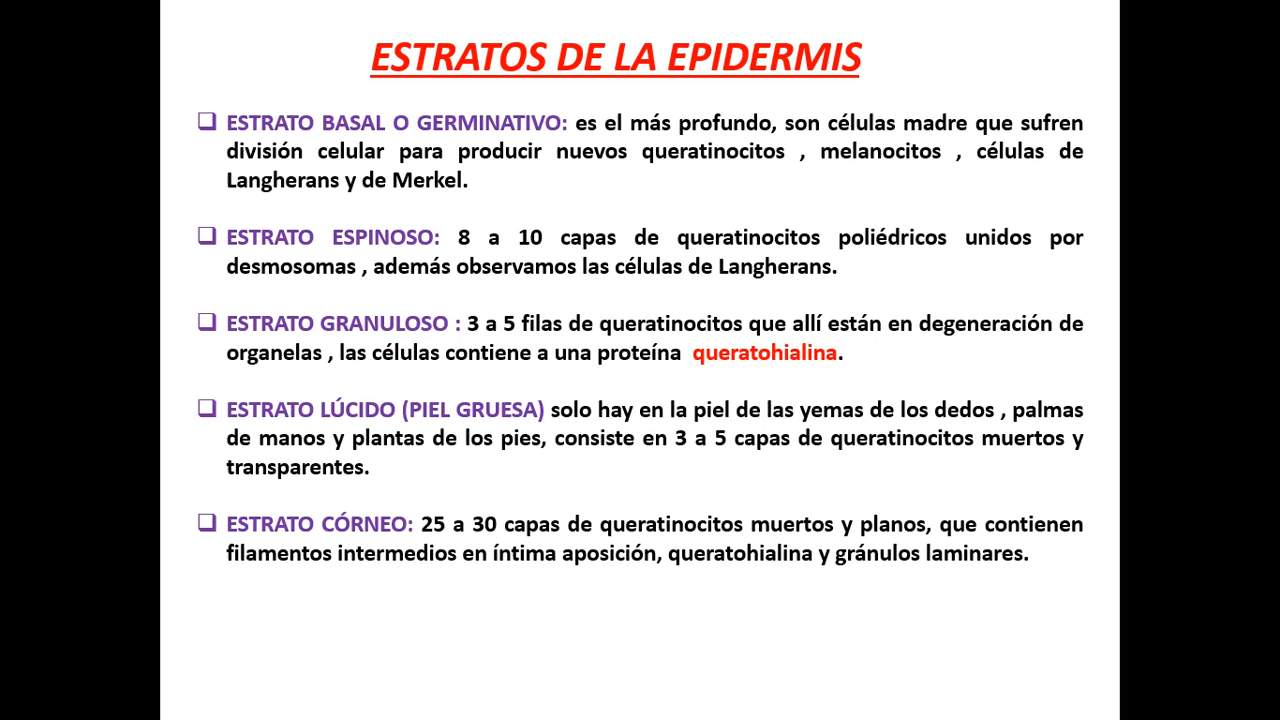 ESTRATOS DE LA EPIDERMIS
ESTRATO BASAL O GERMINATIVO: es el más profundo, son células madre que sufren
división celular para producir nuevos queratinocitos , melanocitos , células de
Langherans y de Merkel.
ESTRATO ESPINOSO: 8 a 10 capas de queratinocitos poliédricos unidos por
desmosomas , además observamos las células de Langherans.
ESTRATO GRANULOSO : 3 a 5 filas de queratinocitos que allí están en degeneración de
organelas , las células contiene a una proteína queratohialina.
ESTRATO LÚCIDO (PIEL GRUESA) solo hay en la piel de las yemas de los dedos , palmas
de manos y plantas de los pies, consiste en 3 a 5 capas de queratinocitos muertos y
transparentes.
ESTRATO CÓRNEO: 25 a 30 capas de queratinocitos muertos y planos, que contienen
filamentos intermedios en íntima aposición, queratohialina y gránulos laminares.